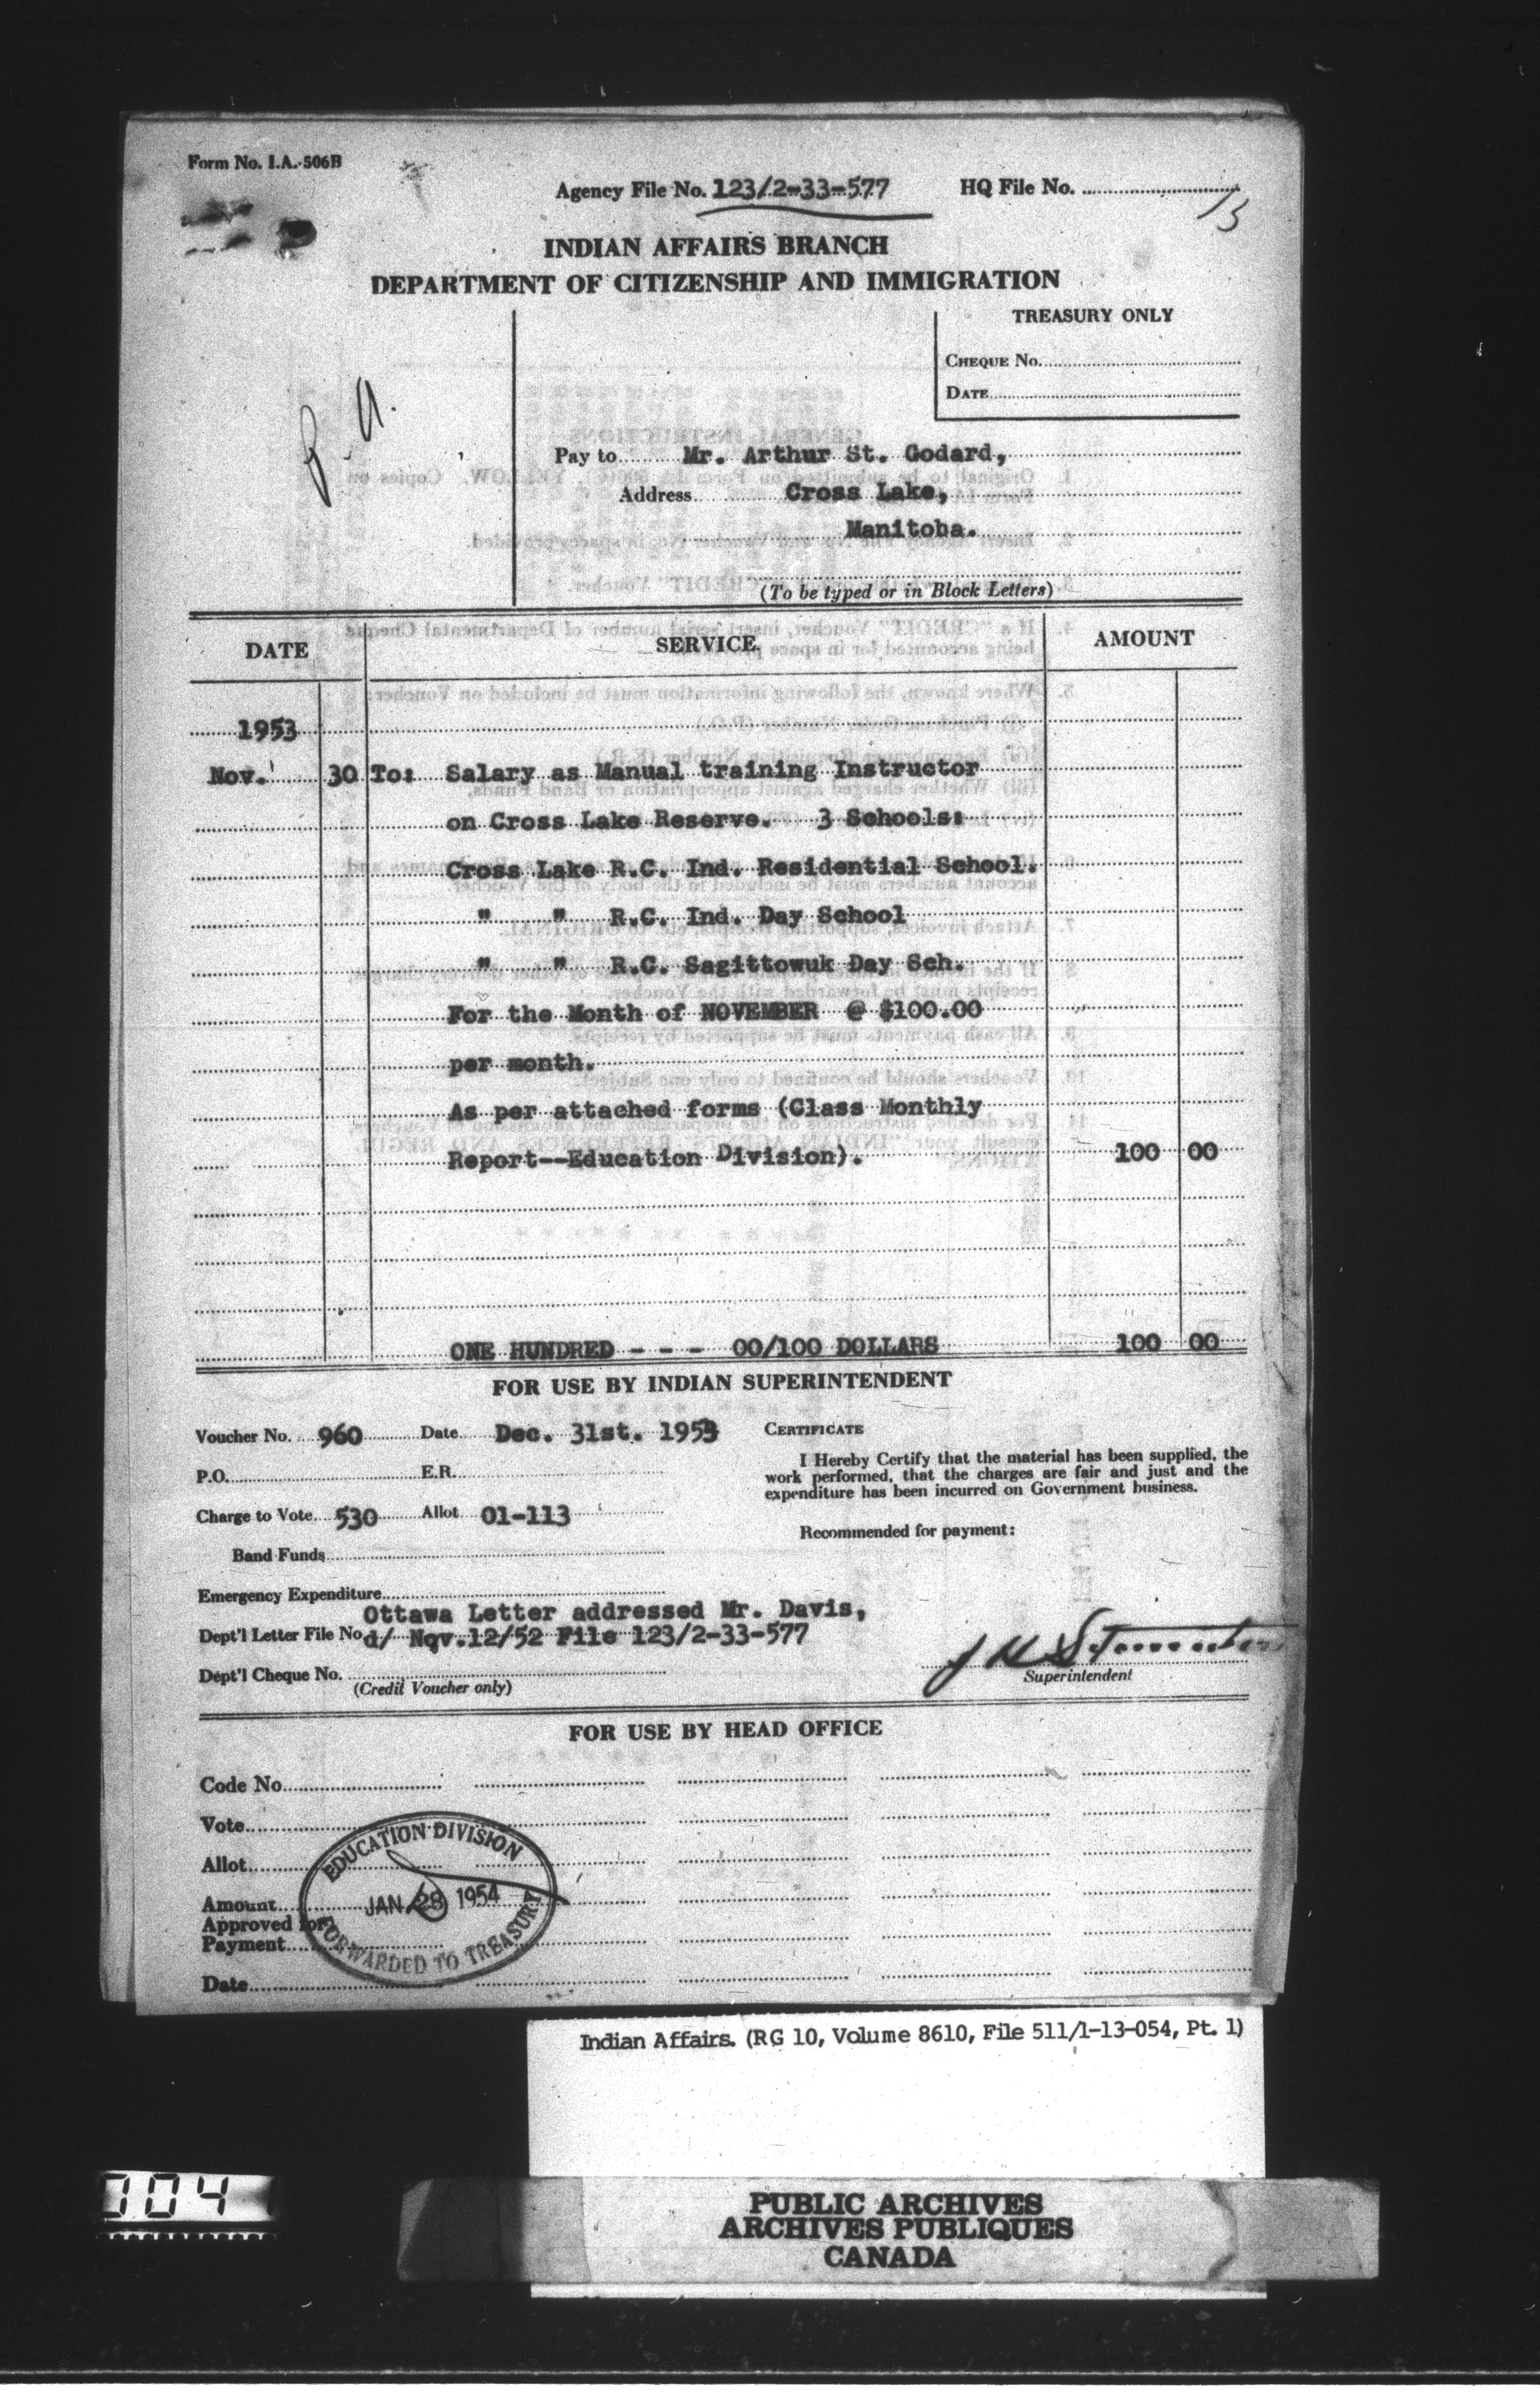 Form No. I.A. 506B
Agency File No. 123/2-33-577 HQ File No.
13
INDIAN AFFAIRS BRANCH
DEPARTMENT OF CITIZENSHIP AND IMMIGRATION
TREASURY ONLY
CHEQUE No.
DATE
Pay to Mr. Arthur St. Godard,
Address Cross Lake,
Manitoba.
(To be typed or in Block Letters)
DATE SERVICE AMOUNT
1953
Nov. 30 To: Salary as Manual training Instructor
on Cross Lake Reserve. 3 Schools:
Cross Lake R.C. Ind. Residential School.
" " R.C. Ind. Day School
" " R.C. Sagittowuk Day Sch.
For the Month of NOVEMBER @ $100.00
per month.
As per attached forms (Class Monthly
Report--Education Division). 100 00
ONE HUNDRED - - - 00/100 DOLLARS 100 00
FOR USE BY INDIAN SUPERINTENDENT
Voucher No. 960 Date Dec. 31st. 1953 CERTIFICATE
I Hereby Certify that the material has been supplied, the
work performed, that the charges are fair and just and the
expenditure has been incurred on Government business.
P.O. E.R.
Charge to Vote 530 Allot 01-113
Recommended for payment:
Band Funds
Emergency Expenditure
Ottawa Letter addressed Mr. Davis,
Dept'l Letter File No d/ Nov.12/52 File 123/2-33-577
Superintendent
Dept'l Cheque No.
(Credit Voucher only)
FOR USE BY HEAD OFFICE
Code No.
Vote
Allot
Amount
Approved for
Payment
Date
EDUCATION DIVISION
JAN 28 1954
FORWARDED TO TREASURY
Indian Affairs. (RG 10, Volume 8610, File 511/1-13-054, Pt. 1)
004
PUBLIC ARCHIVES
ARCHIVES PUBLIQUES
CANADA